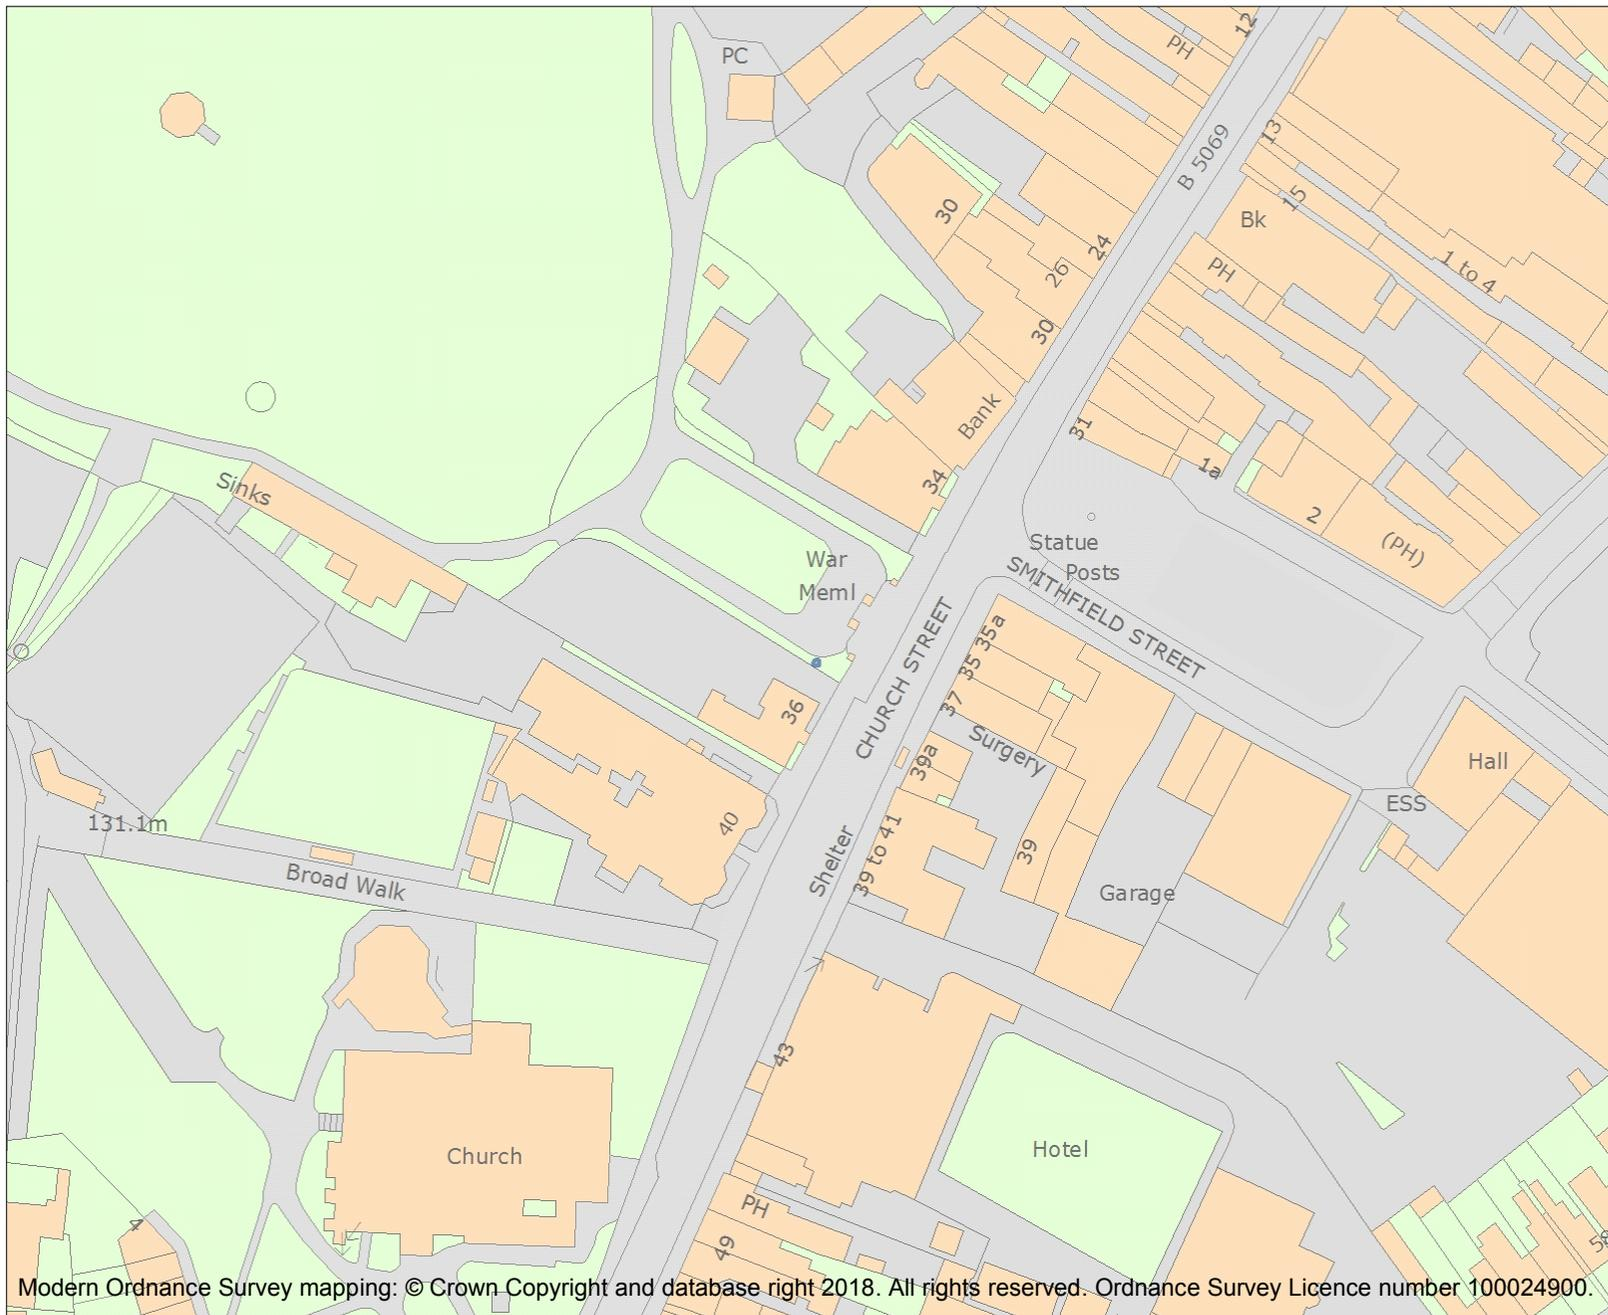 12
PH
PC
B 5069
13
15
30
Bk
24
PH
26
1 to 4
30
Bank
31
1a
34
Sinks
2
Statue
(PH)
War
Meml
Posts
SMITHFIELD STREET
CHURCH STREET
35a
35
37
36
Surgery
39a
Hall
ESS
131.1m
40
39 to 41
39
Shelter
Broad Walk
Garage
43
Church
Hotel
PH
4
49
Modern Ordnance Survey mapping: © Crown Copyright and database right 2018. All rights reserved. Ordnance Survey Licence number 100024900.